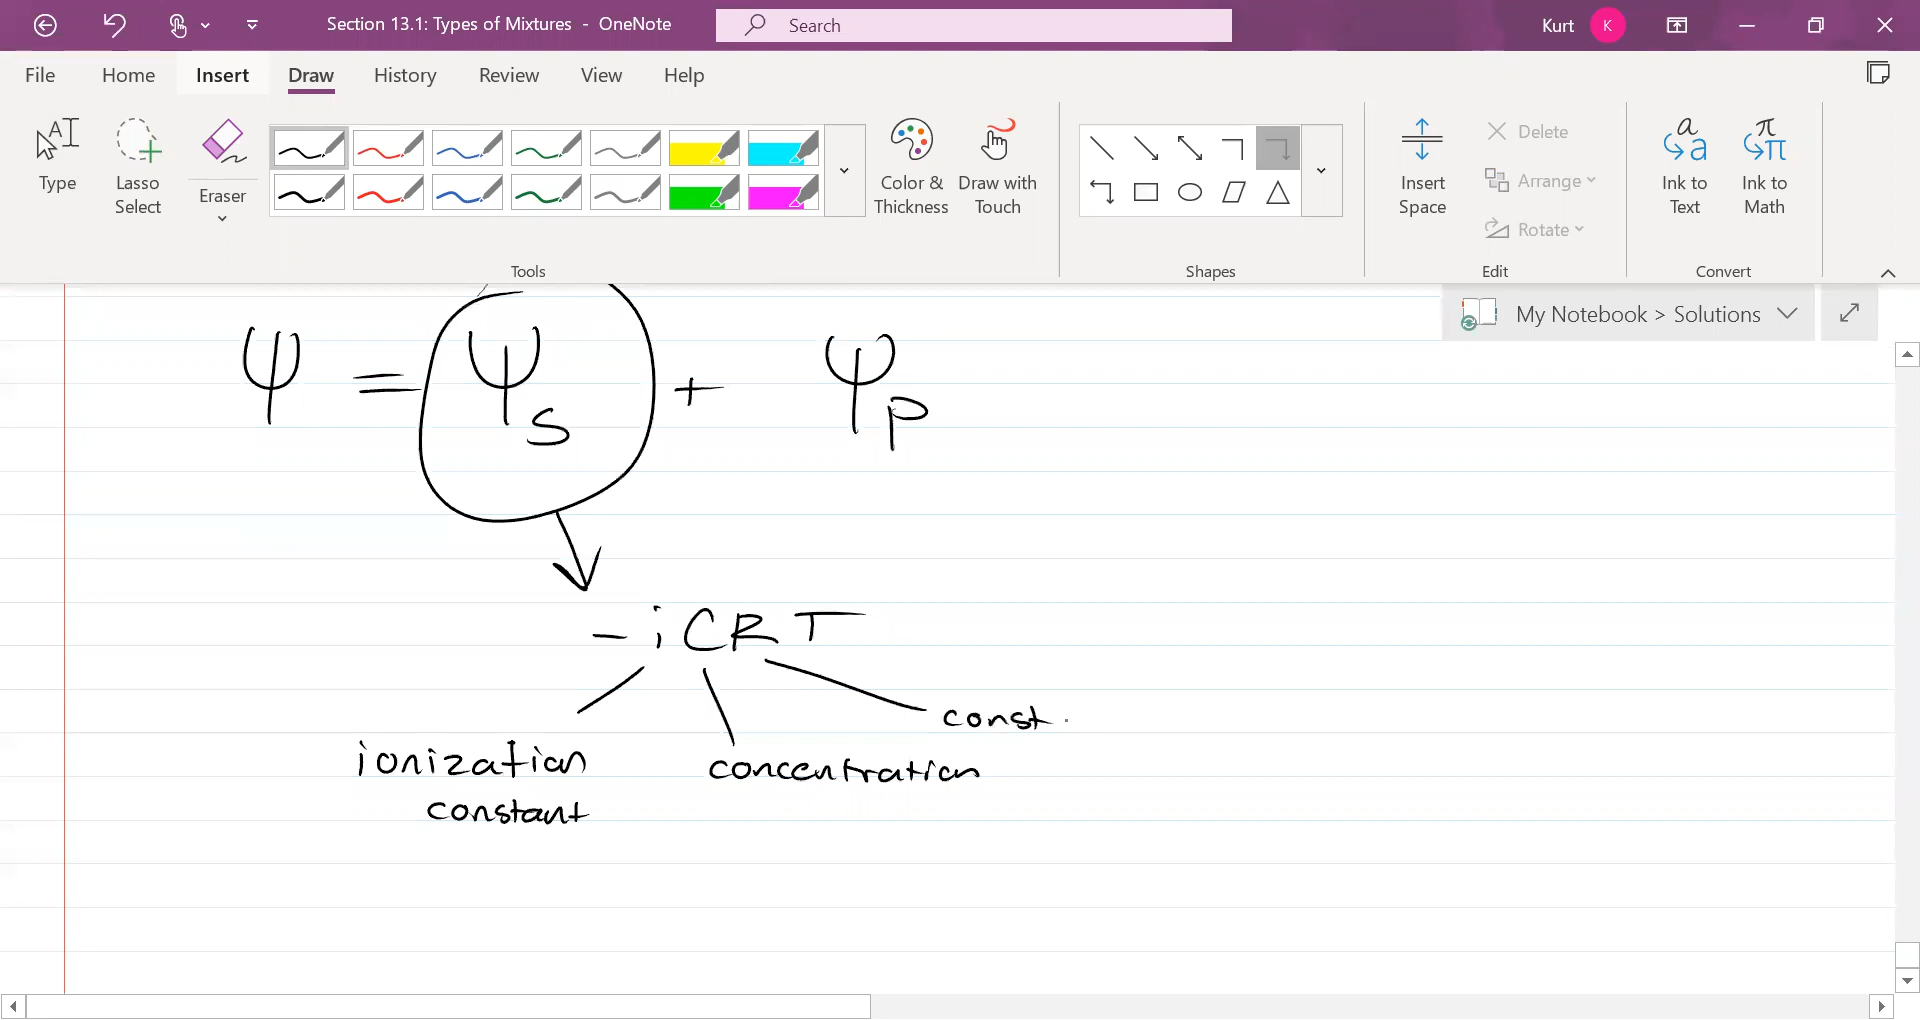 Section 13.1: Types of Mixtures - OneNote
Search
Kurt K
File Home Insert Draw History Review View Help
Type
Lasso Select
Eraser
Color & Thickness
Draw with Touch
Insert Space
Delete
Arrange
Rotate
Ink to Text
Ink to Math
Tools
Shapes
Edit
Convert
My Notebook > Solutions
Ψ = Ψs + Ψp
- iCRT
const.
ionization concentration
constant